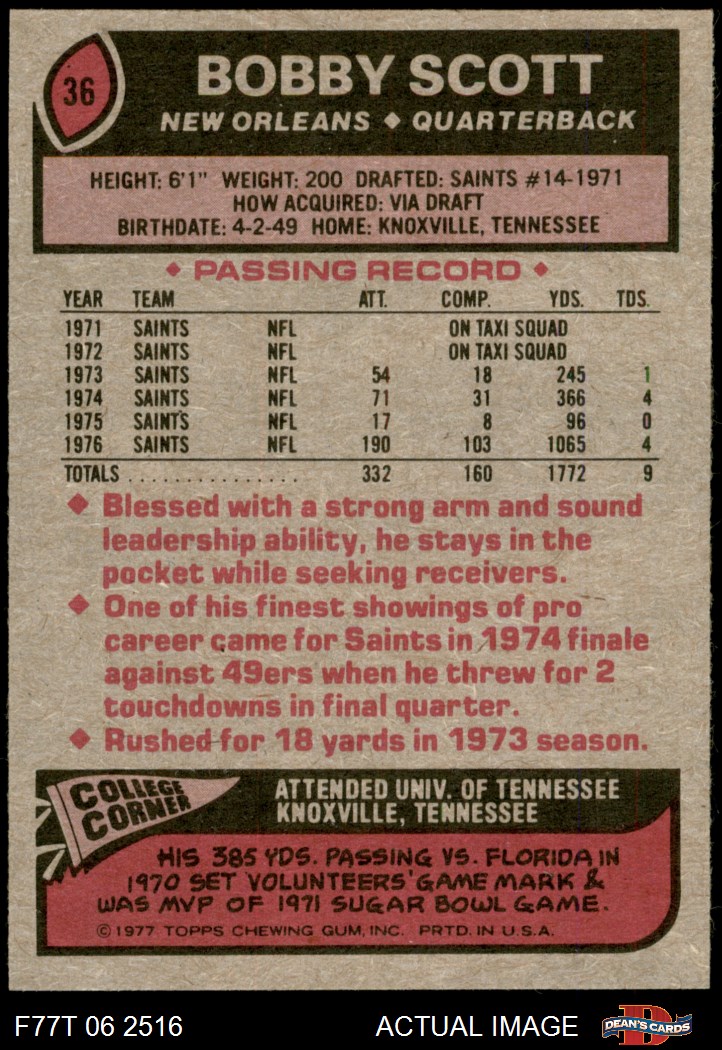 36
BOBBY SCOTT
NEW ORLEANS ◆ QUARTERBACK
HEIGHT: 6'1" WEIGHT: 200 DRAFTED: SAINTS #14-1971
HOW ACQUIRED: VIA DRAFT
BIRTHDATE: 4-2-49 HOME: KNOXVILLE, TENNESSEE
◆ PASSING RECORD ◆
YEAR TEAM ATT. COMP. YDS. TDS.
1971 SAINTS NFL ON TAXI SQUAD
1972 SAINTS NFL ON TAXI SQUAD
1973 SAINTS NFL 54 18 245 1
1974 SAINTS NFL 71 31 366 4
1975 SAINTS NFL 17 8 96 0
1976 SAINTS NFL 190 103 1065 4
TOTALS . . . . . . . . . . . . . . . 332 160 1772 9
◆ Blessed with a strong arm and sound
leadership ability, he stays in the
pocket while seeking receivers.
◆ One of his finest showings of pro
career came for Saints in 1974 finale
against 49ers when he threw for 2
touchdowns in final quarter.
◆ Rushed for 18 yards in 1973 season.
COLLEGE
CORNER
ATTENDED UNIV. OF TENNESSEE
KNOXVILLE, TENNESSEE
HIS 385 YDS. PASSING VS. FLORIDA IN
1970 SET VOLUNTEERS' GAME MARK &
WAS MVP OF 1971 SUGAR BOWL GAME.
© 1977 TOPPS CHEWING GUM, INC. PRTD. IN U.S.A.
F77T 06 2516 ACTUAL IMAGE
D
DEAN'S CARDS